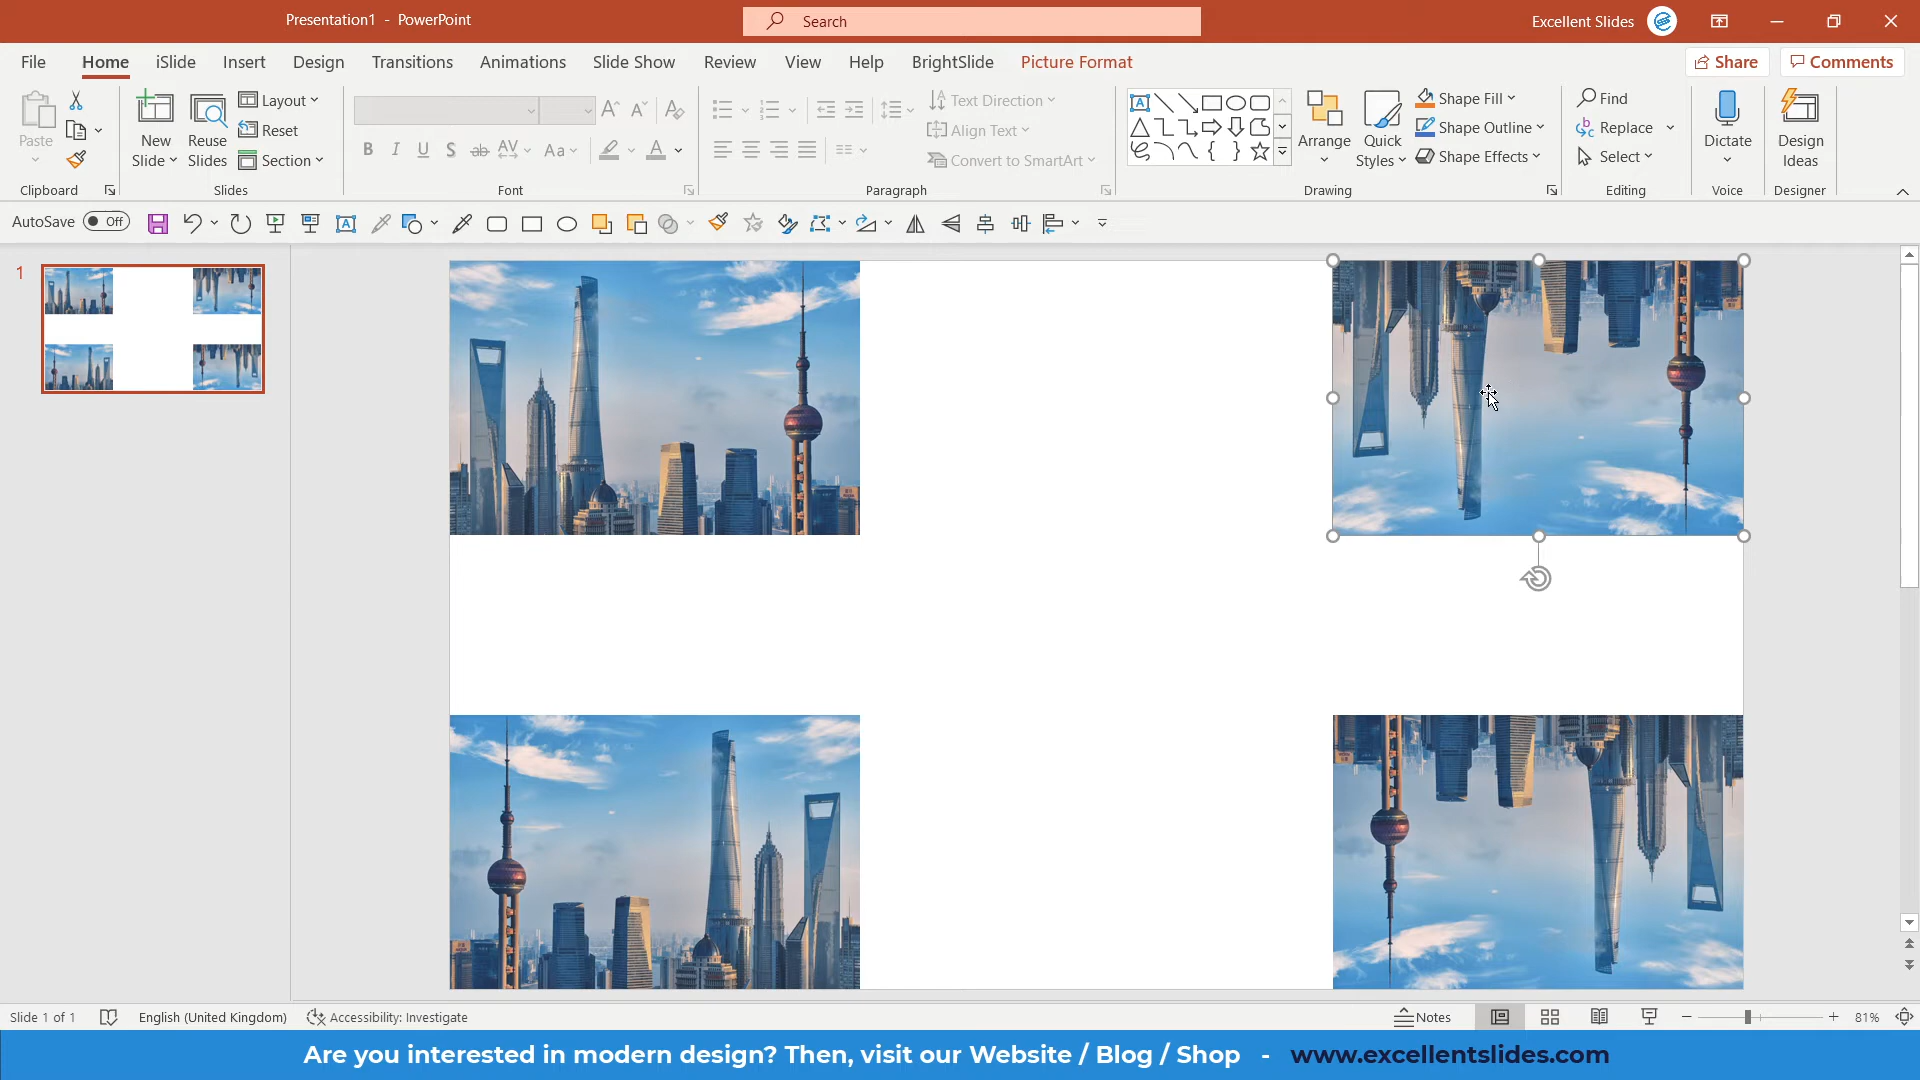 Presentation1 - PowerPoint
Search
Excellent Slides
File Home iSlide Insert Design Transitions Animations Slide Show Review View Help BrightSlide Picture Format
Share Comments
Paste
New Slide
Reuse Slides
Layout
Reset
Section
B I U S ab AV Aa A
Text Direction
Align Text
Convert to SmartArt
Arrange
Quick Styles
Shape Fill
Shape Outline
Shape Effects
Find
Replace
Select
Dictate
Design Ideas
Clipboard Slides Font Paragraph Drawing Editing Voice Designer
AutoSave Off
1
Slide 1 of 1 English (United Kingdom) Accessibility: Investigate Notes 81%
Are you interested in modern design? Then, visit our Website / Blog / Shop - www.excellentslides.com